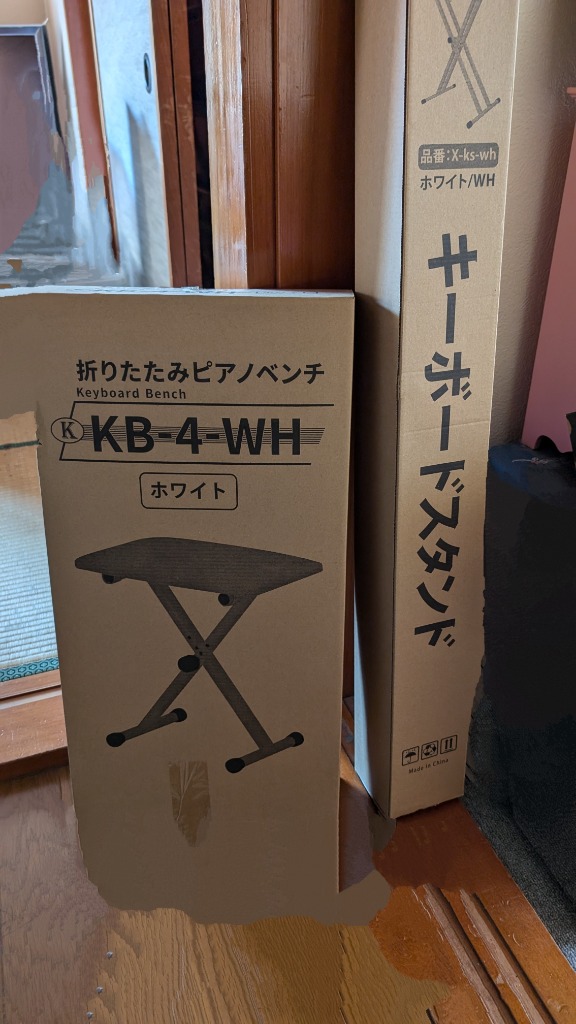 折りたたみピアノベンチ
Keyboard Bench
K KB-4-WH
ホワイト
品番:X-ks-wh
ホワイト/WH
キーボードスタンド
Made in China